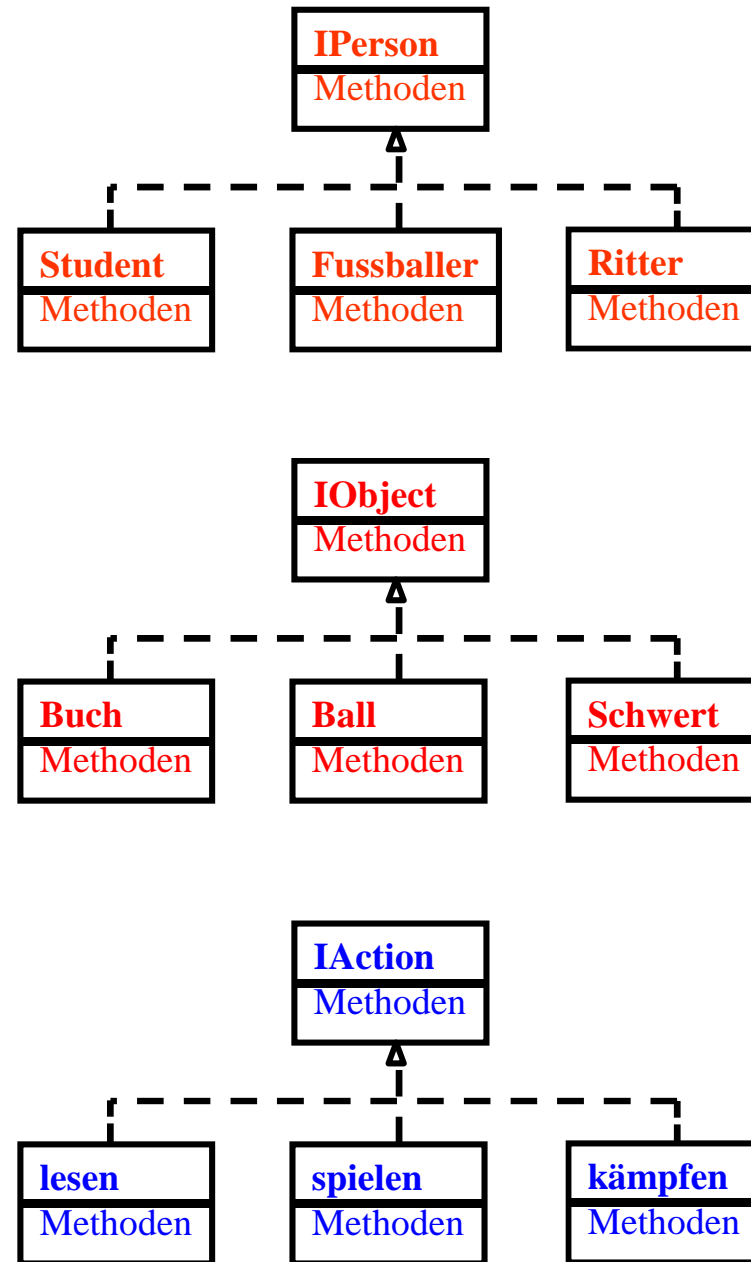 IPerson
Methoden
Student
Methoden
Fussballer
Methoden
Ritter
Methoden
IObject
Methoden
Buch
Methoden
Ball
Methoden
Schwert
Methoden
IAction
Methoden
lesen
Methoden
spielen
Methoden
kämpfen
Methoden